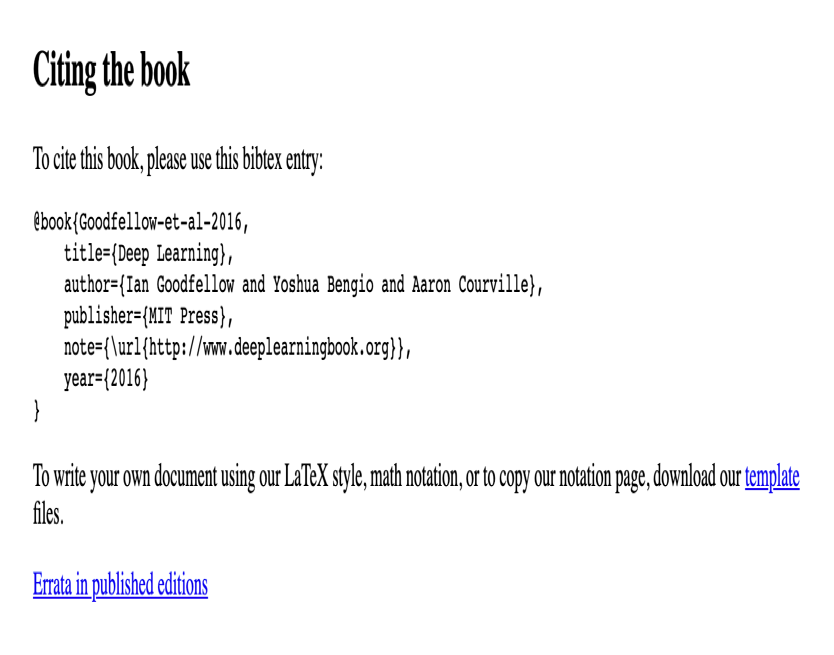 Citing the book
To cite this book, please use this bibtex entry:
@book{Goodfellow-et-al-2016,
    title={Deep Learning},
    author={Ian Goodfellow and Yoshua Bengio and Aaron Courville},
    publisher={MIT Press},
    note={\url{http://www.deeplearningbook.org}},
    year={2016}
}
To write your own document using our LaTeX style, math notation, or to copy our notation page, download our template
files.
Errata in published editions